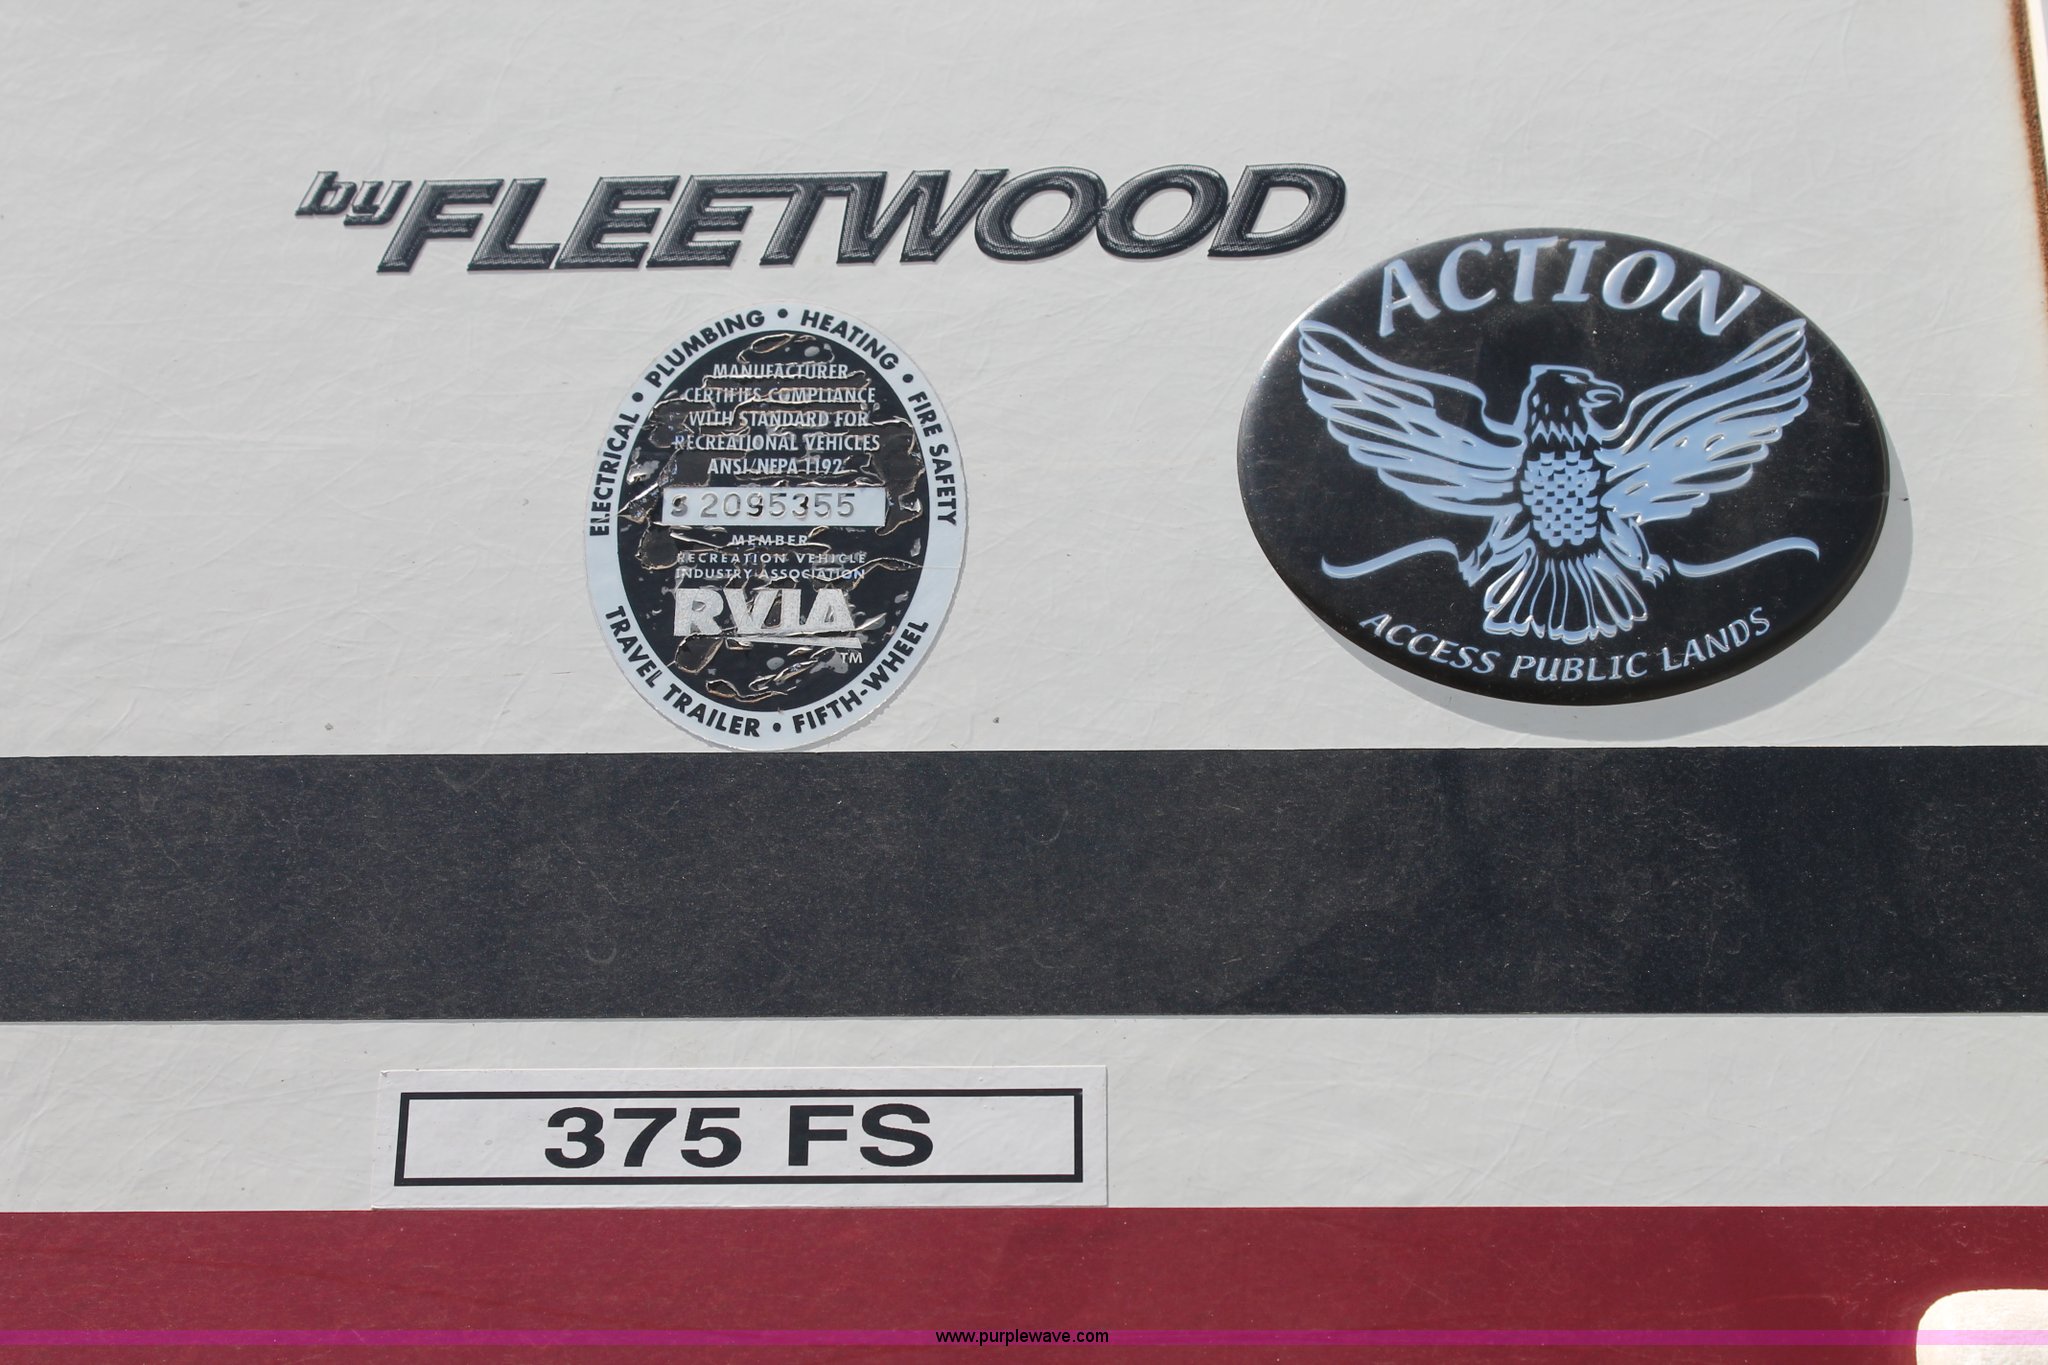 by FLEETWOOD
ELECTRICAL • PLUMBING • HEATING • FIRE SAFETY
MANUFACTURER
CERTIFIES COMPLIANCE
WITH STANDARD FOR
RECREATIONAL VEHICLES
ANSI/NFPA 1192
S 2095355
MEMBER
RECREATION VEHICLE
INDUSTRY ASSOCIATION
RVIA
TM
TRAVEL TRAILER • FIFTH-WHEEL
ACTION
ACCESS PUBLIC LANDS
375 FS
www.purplewave.com